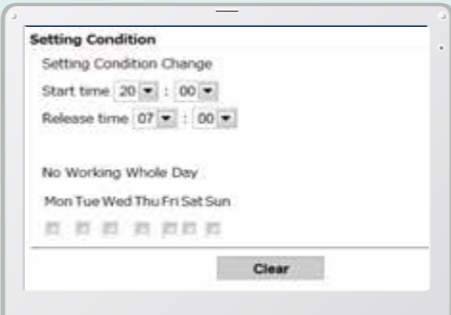 Setting Condition
Setting Condition Change
Start time 20 : 00
Release time 07 : 00
No Working Whole Day
Mon Tue Wed Thu Fri Sat Sun
Clear